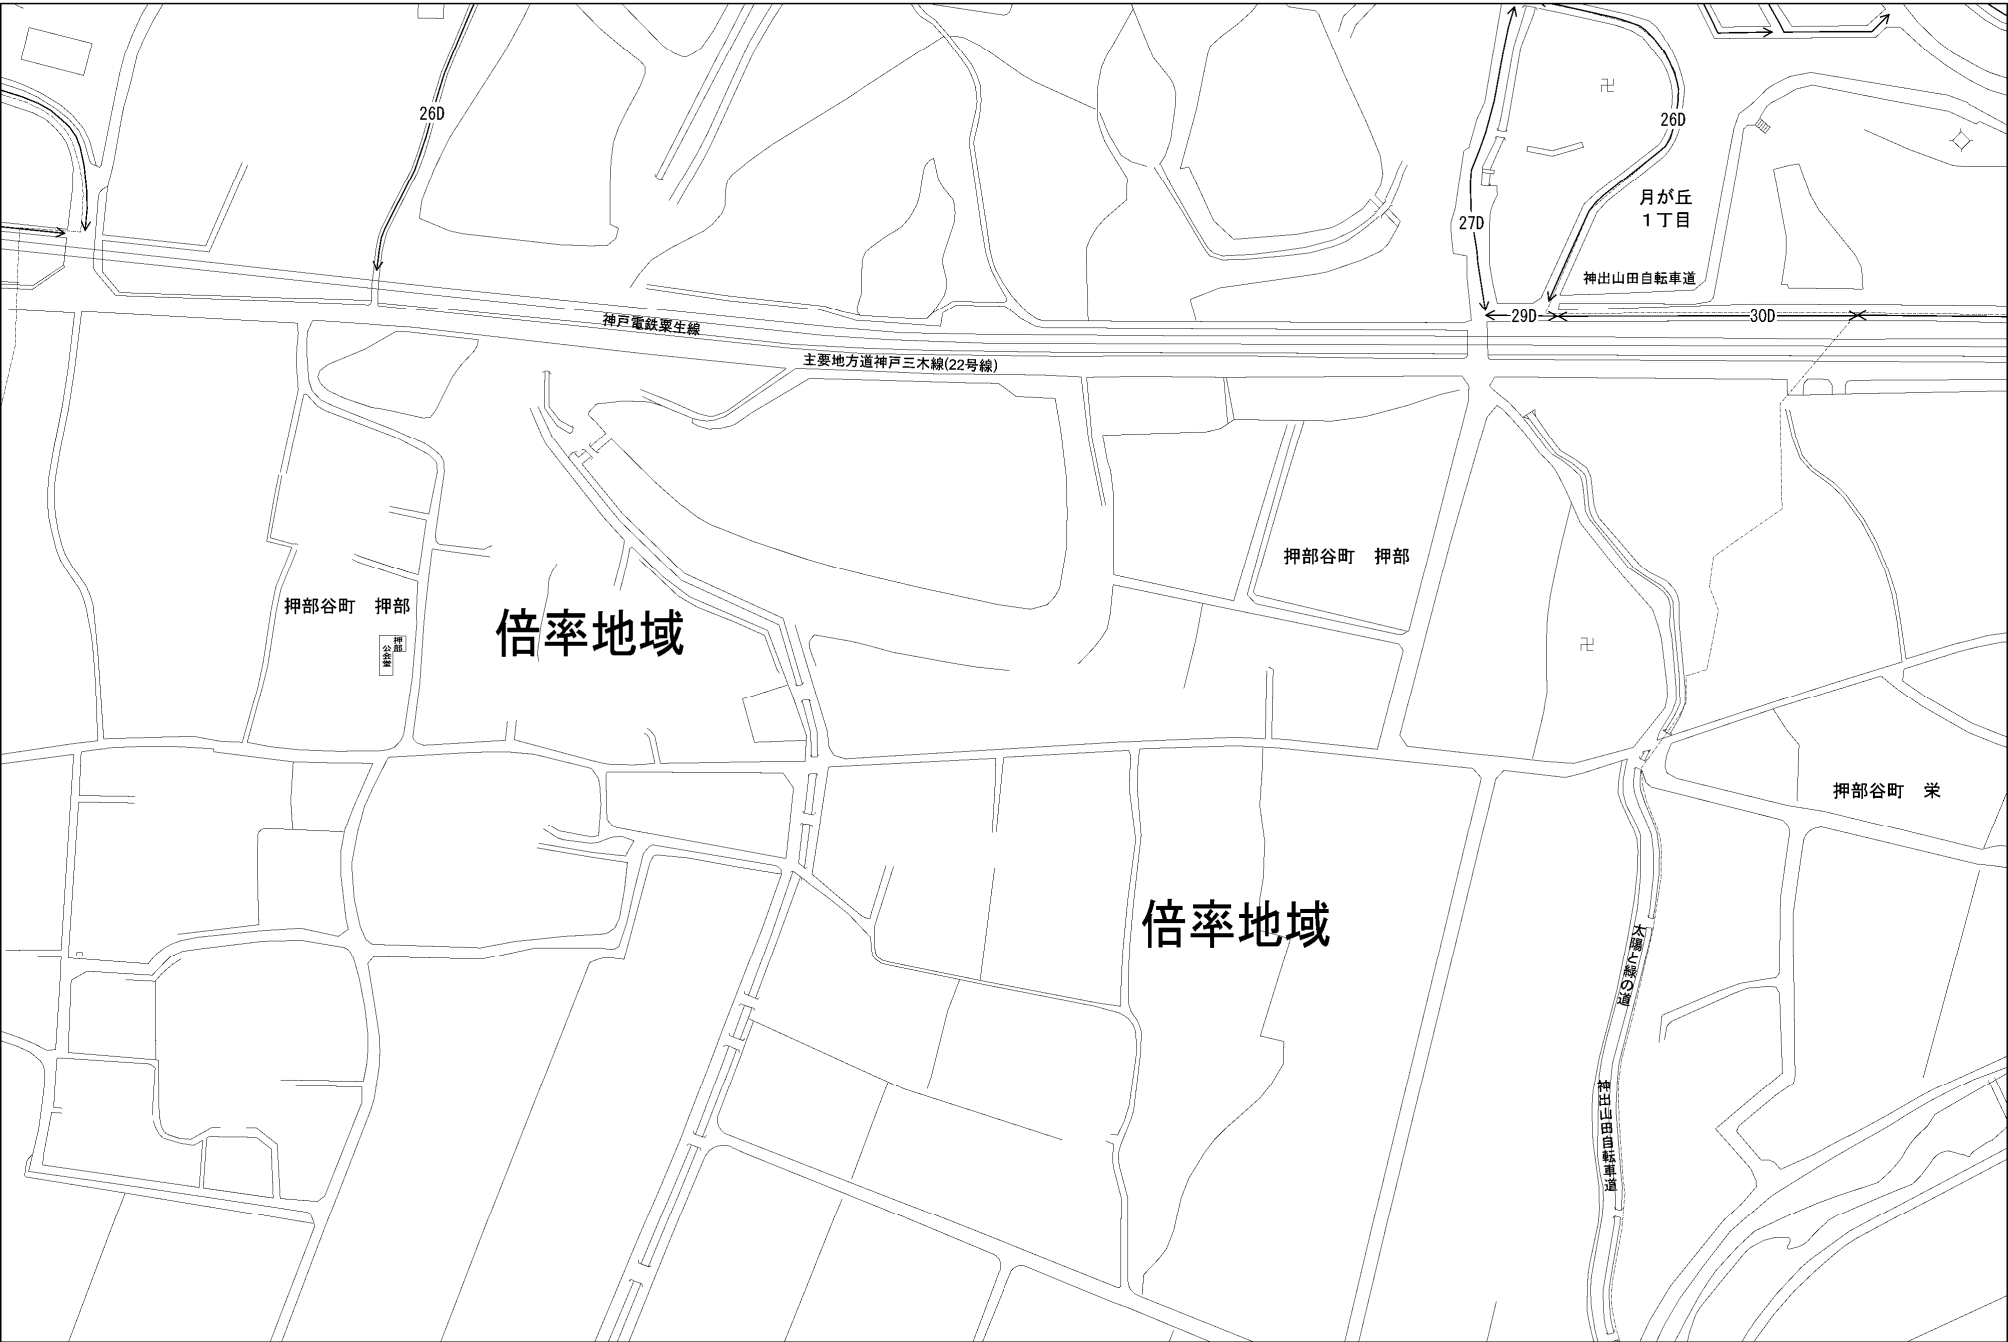 26D
26D
月が丘
1丁目
27D
神出山田自転車道
29D
30D
神戸電鉄粟生線
主要地方道神戸三木線(22号線)
押部谷町 押部
押部谷町 押部
倍率地域
押部
公会堂
押部谷町 栄
倍率地域
太陽と緑の道
神出山田自転車道